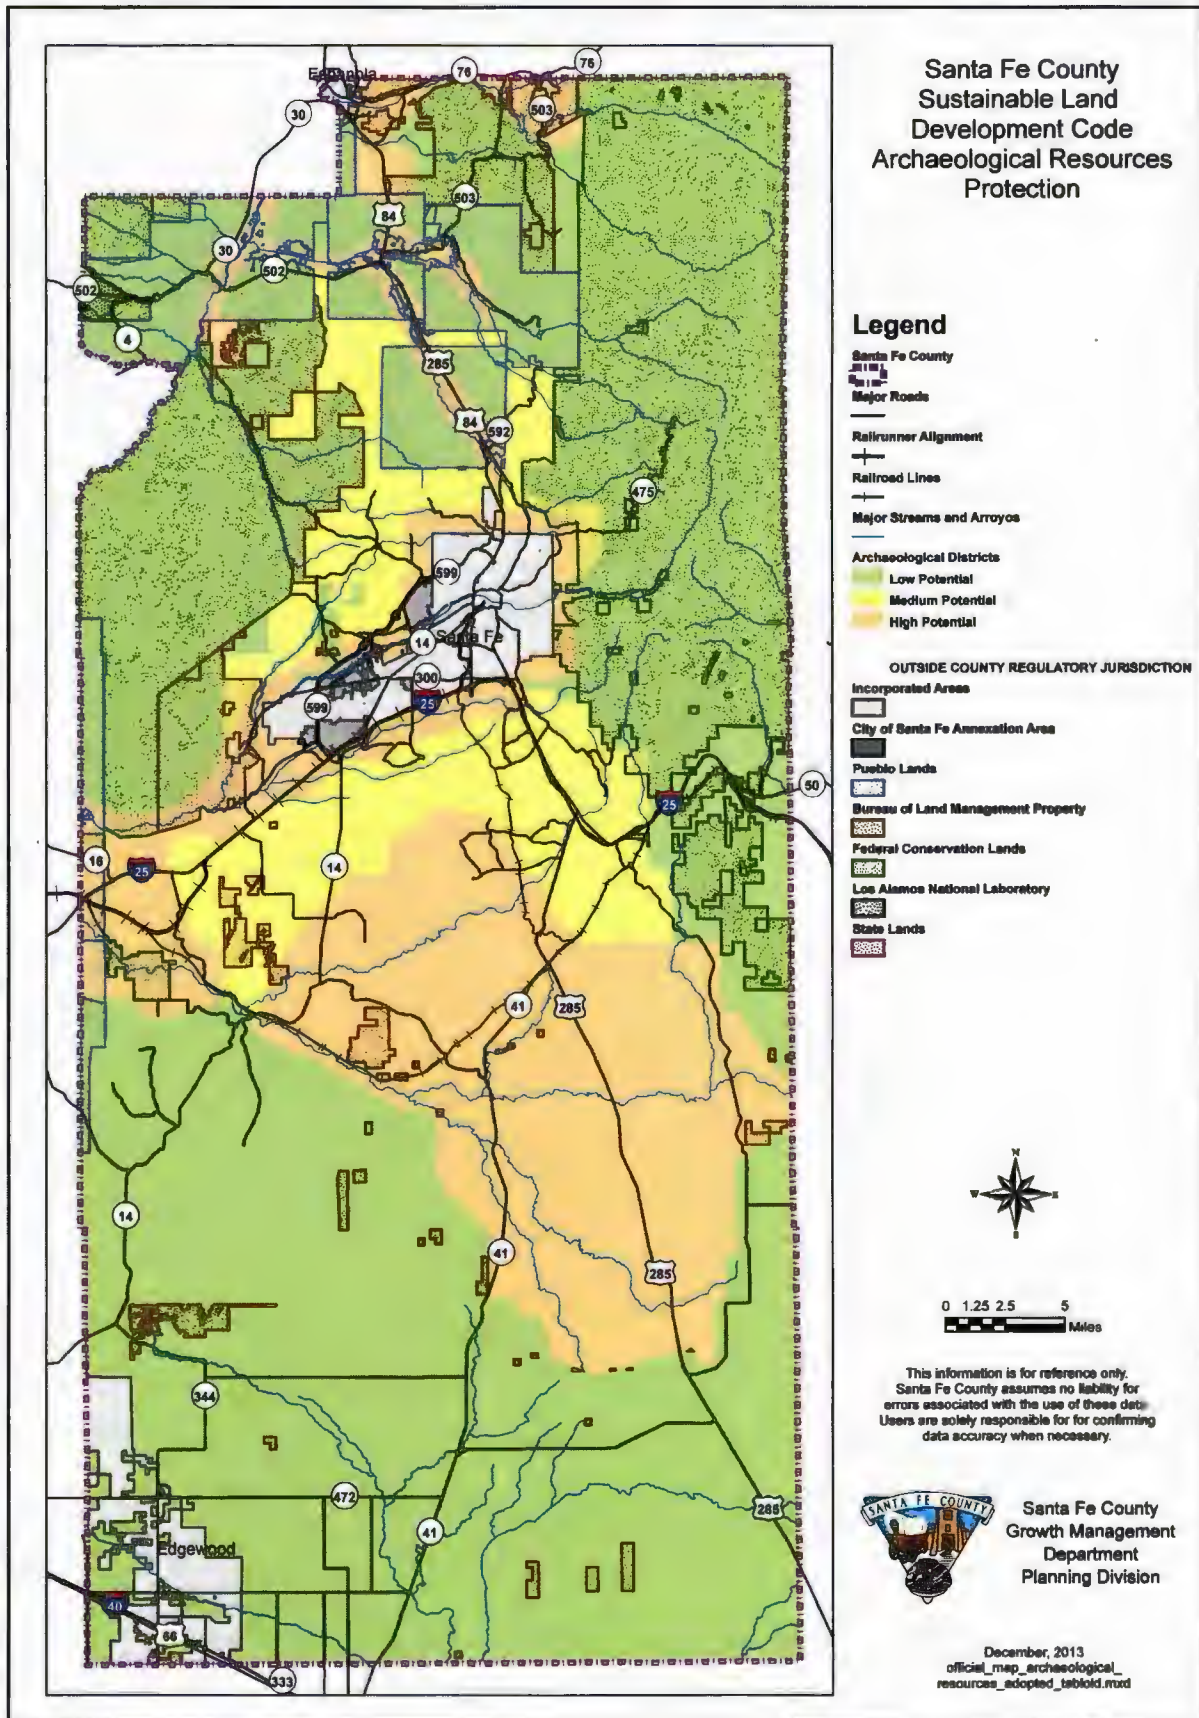 Santa Fe County
Sustainable Land
Development Code
Archaeological Resources
Protection
Legend
Santa Fe County
Major Roads
Railrunner Alignment
Railroad Lines
Major Streams and Arroyos
Archaeological Districts
Low Potential
Medium Potential
High Potential
OUTSIDE COUNTY REGULATORY JURISDICTION
Incorporated Areas
City of Santa Fe Annexation Area
Pueblo Lands
Bureau of Land Management Property
Federal Conservation Lands
Los Alamos National Laboratory
State Lands
N
W E
S
0 1.25 2.5 5
Miles
This information is for reference only.
Santa Fe County assumes no liability for
errors associated with the use of these data
Users are solely responsible for for confirming
data accuracy when necessary.
SANTA FE COUNTY
Santa Fe County
Growth Management
Department
Planning Division
December, 2013
official_map_archaeological_
resources_adopted_tabloid.mxd
Espanola
76
76
30
503
503
84
30
502
502
4
285
84
592
475
599
14
Santa Fe
300
599
25
50
25
16
25
14
41
285
14
41
285
344
472
285
41
Edgewood
40
66
333